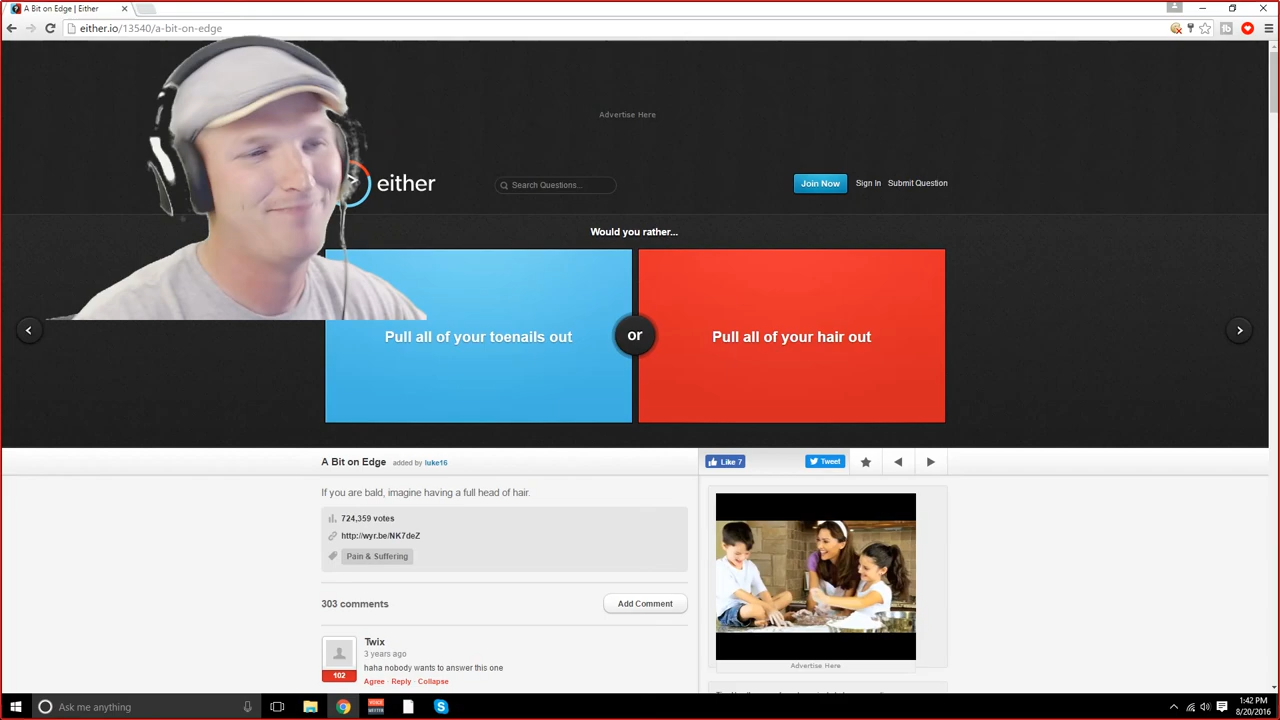 A Bit on Edge | Either
either.io/13540/a-bit-on-edge
Advertise Here
either
Search Questions...
Join Now
Sign In
Submit Question
Would you rather...
Pull all of your toenails out
or
Pull all of your hair out
A Bit on Edge
added by luke16
Like 7
Tweet
If you are bald, imagine having a full head of hair.
724,359 votes
http://wyr.be/NK7deZ
Pain & Suffering
303 comments
Add Comment
Advertise Here
Twix
3 years ago
haha nobody wants to answer this one
102
Agree · Reply · Collapse
Ask me anything
1:42 PM
8/20/2016